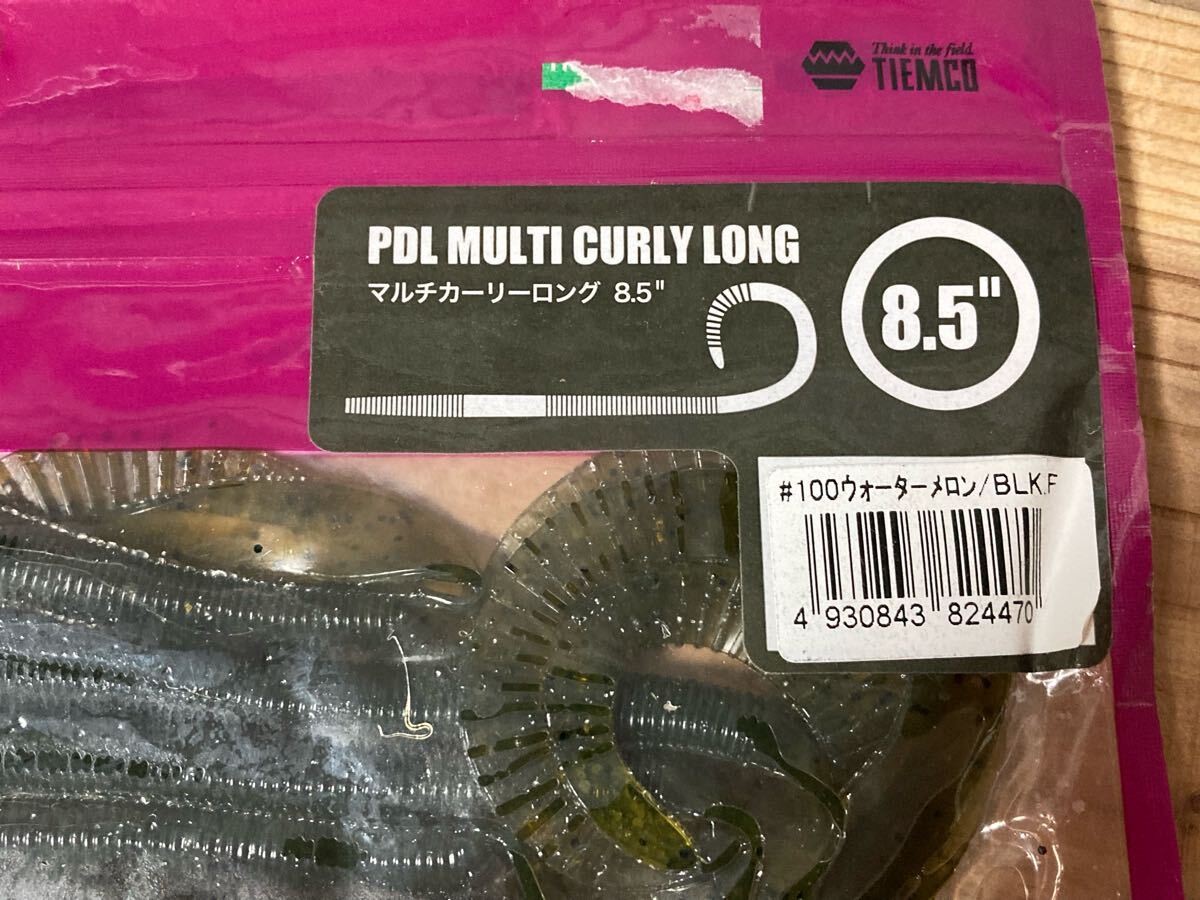 Think in the field.
TIEMCO
PDL MULTI CURLY LONG
マルチカーリーロング 8.5"
8.5"
#100ウォーターメロン/BLK.F
4 930843 824470